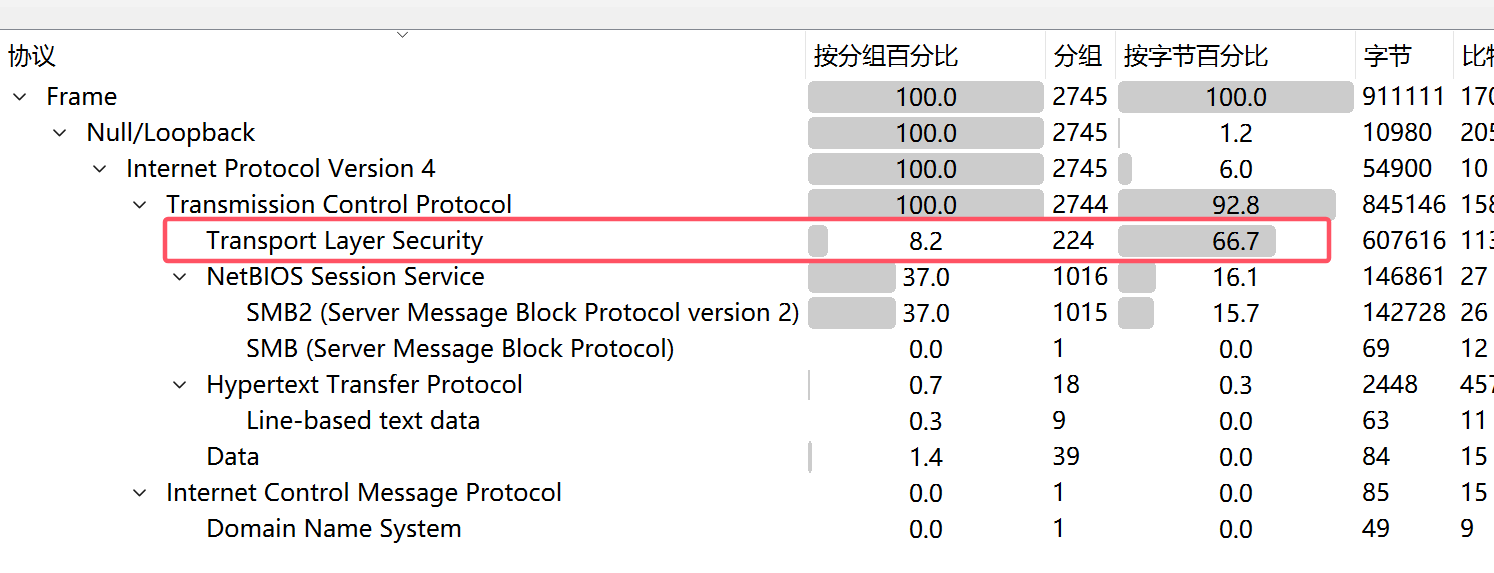 协议 按分组百分比 分组 按字节百分比 字节
Frame 100.0 2745 100.0 911111
Null/Loopback 100.0 2745 1.2 10980
Internet Protocol Version 4 100.0 2745 6.0 54900 10
Transmission Control Protocol 100.0 2744 92.8 845146
Transport Layer Security 8.2 224 66.7 607616
NetBIOS Session Service 37.0 1016 16.1 146861 27
SMB2 (Server Message Block Protocol version 2) 37.0 1015 15.7 142728 26
SMB (Server Message Block Protocol) 0.0 1 0.0 69 12
Hypertext Transfer Protocol 0.7 18 0.3 2448 457
Line-based text data 0.3 9 0.0 63 11
Data 1.4 39 0.0 84 15
Internet Control Message Protocol 0.0 1 0.0 85 15
Domain Name System 0.0 1 0.0 49 9